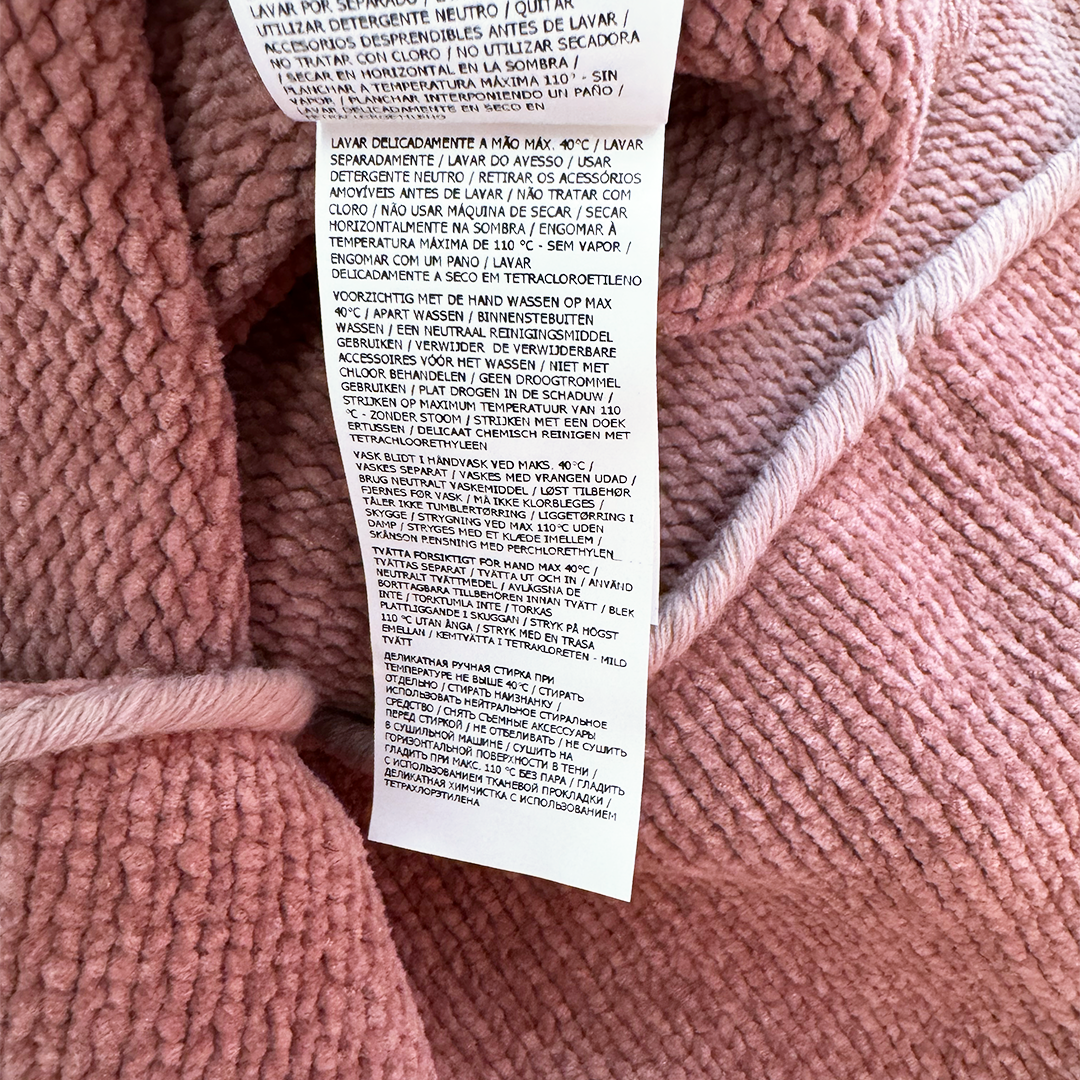 LAVAR POR SEPARADO /
UTILIZAR DETERGENTE NEUTRO / QUITAR
ACCESORIOS DESPRENDIBLES ANTES DE LAVAR /
NO TRATAR CON CLORO / NO UTILIZAR SECADORA
/ SECAR EN HORIZONTAL EN LA SOMBRA /
PLANCHAR A TEMPERATURA MÁXIMA 110° - SIN
VAPOR / PLANCHAR INTERPONIENDO UN PAÑO /
LAVAR DELICADAMENTE EN SECO EN
TETRACLOROETILENO
LAVAR DELICADAMENTE A MÃO MÁX. 40°C / LAVAR
SEPARADAMENTE / LAVAR DO AVESSO / USAR
DETERGENTE NEUTRO / RETIRAR OS ACESSÓRIOS
AMOVÍVEIS ANTES DE LAVAR / NÃO TRATAR COM
CLORO / NÃO USAR MÁQUINA DE SECAR / SECAR
HORIZONTALMENTE NA SOMBRA / ENGOMAR À
TEMPERATURA MÁXIMA DE 110 °C - SEM VAPOR /
ENGOMAR COM UM PANO / LAVAR
DELICADAMENTE A SECO EM TETRACLOROETILENO
VOORZICHTIG MET DE HAND WASSEN OP MAX
40°C / APART WASSEN / BINNENSTEBUITEN
WASSEN / EEN NEUTRAAL REINIGINGSMIDDEL
GEBRUIKEN / VERWIJDER DE VERWIJDERBARE
ACCESSOIRES VÓÓR HET WASSEN / NIET MET
CHLOOR BEHANDELEN / GEEN DROOGTROMMEL
GEBRUIKEN / PLAT DROGEN IN DE SCHADUW /
STRIJKEN OP MAXIMUM TEMPERATUUR VAN 110
°C - ZONDER STOOM / STRIJKEN MET EEN DOEK
ERTUSSEN / DELICAAT CHEMISCH REINIGEN MET
TETRACHLOORETHYLEEN
VASK BLIDT I HÅNDVASK VED MAKS. 40°C /
VASKES SEPARAT / VASKES MED VRANGEN UDAD /
BRUG NEUTRALT VASKEMIDDEL / LØST TILBEHØR
FJERNES FØR VASK / MÅ IKKE KLORBLEGES /
TÅLER IKKE TUMBLERTØRRING / LIGGETØRRING I
SKYGGE / STRYGNING VED MAX 110°C UDEN
DAMP / STRYGES MED ET KLÆDE IMELLEM /
SKÅNSOM RENSNING MED PERCHLORETHYLEN
TVÄTTA FÖRSIKTIGT FÖR HAND MAX 40°C /
TVÄTTAS SEPARAT / TVÄTTA UT OCH IN / ANVÄND
NEUTRALT TVÄTTMEDEL / AVLÄGSNA DE
BORTTAGBARA TILLBEHÖREN INNAN TVÄTT / BLEK
INTE / TORKTUMLA INTE / TORKAS
PLATTLIGGANDE I SKUGGAN / STRYK PÅ HÖGST
110 °C UTAN ÅNGA / STRYK MED EN TRASA
EMELLAN / KEMTVÄTTA I TETRAKLORETEN - MILD
TVÄTT
ДЕЛИКАТНАЯ РУЧНАЯ СТИРКА ПРИ
ТЕМПЕРАТУРЕ НЕ ВЫШЕ 40°C / СТИРАТЬ
ОТДЕЛЬНО / СТИРАТЬ НАИЗНАНКУ /
ИСПОЛЬЗОВАТЬ НЕЙТРАЛЬНОЕ СТИРАЛЬНОЕ
СРЕДСТВО / СНЯТЬ СЪЕМНЫЕ АКСЕССУАРЫ
ПЕРЕД СТИРКОЙ / НЕ ОТБЕЛИВАТЬ / НЕ СУШИТЬ
В СУШИЛЬНОЙ МАШИНЕ / СУШИТЬ НА
ГОРИЗОНТАЛЬНОЙ ПОВЕРХНОСТИ В ТЕНИ /
ГЛАДИТЬ ПРИ МАКС. 110 °C БЕЗ ПАРА / ГЛАДИТЬ
С ИСПОЛЬЗОВАНИЕМ ТКАНЕВОЙ ПРОКЛАДКИ /
ДЕЛИКАТНАЯ ХИМЧИСТКА С ИСПОЛЬЗОВАНИЕМ
ТЕТРАХЛОРЭТИЛЕНА